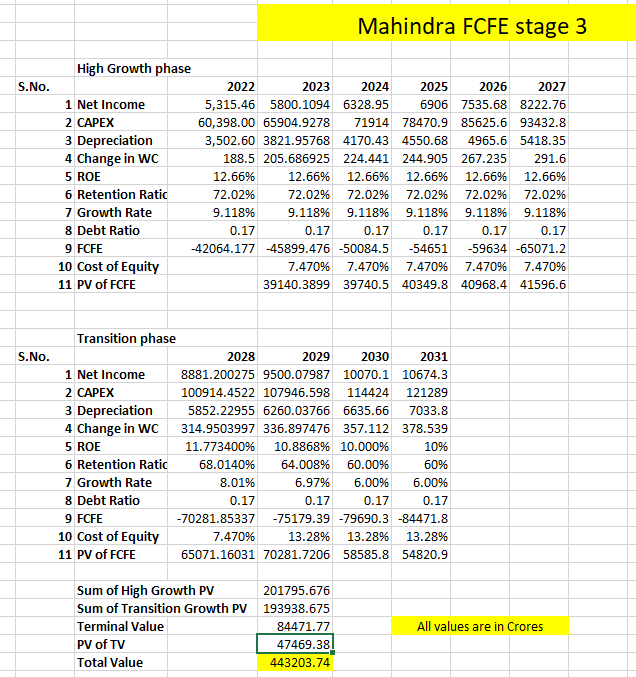 Mahindra FCFE stage 3
High Growth phase
S.No. 2022 2023 2024 2025 2026 2027
1 Net Income 5,315.46 5800.1094 6328.95 6906 7535.68 8222.76
2 CAPEX 60,398.00 65904.9278 71914 78470.9 85625.6 93432.8
3 Depreciation 3,502.60 3821.95768 4170.43 4550.68 4965.6 5418.35
4 Change in WC 188.5 205.686925 224.441 244.905 267.235 291.6
5 ROE 12.66% 12.66% 12.66% 12.66% 12.66% 12.66%
6 Retention Ratic 72.02% 72.02% 72.02% 72.02% 72.02% 72.02%
7 Growth Rate 9.118% 9.118% 9.118% 9.118% 9.118% 9.118%
8 Debt Ratio 0.17 0.17 0.17 0.17 0.17 0.17
9 FCFE -42064.177 -45899.476 -50084.5 -54651 -59634 -65071.2
10 Cost of Equity 7.470% 7.470% 7.470% 7.470% 7.470%
11 PV of FCFE 39140.3899 39740.5 40349.8 40968.4 41596.6
Transition phase
S.No. 2028 2029 2030 2031
1 Net Income 8881.200275 9500.07987 10070.1 10674.3
2 CAPEX 100914.4522 107946.598 114424 121289
3 Depreciation 5852.22955 6260.03766 6635.66 7033.8
4 Change in WC 314.9503997 336.897476 357.112 378.539
5 ROE 11.773400% 10.8868% 10.000% 10%
6 Retention Ratic 68.0140% 64.008% 60.00% 60%
7 Growth Rate 8.01% 6.97% 6.00% 6.00%
8 Debt Ratio 0.17 0.17 0.17 0.17
9 FCFE -70281.85337 -75179.39 -79690.3 -84471.8
10 Cost of Equity 7.470% 13.28% 13.28% 13.28%
11 PV of FCFE 65071.16031 70281.7206 58585.8 54820.9
Sum of High Growth PV 201795.676
Sum of Transition Growth PV 193938.675
Terminal Value 84471.77 All values are in Crores
PV of TV 47469.38
Total Value 443203.74